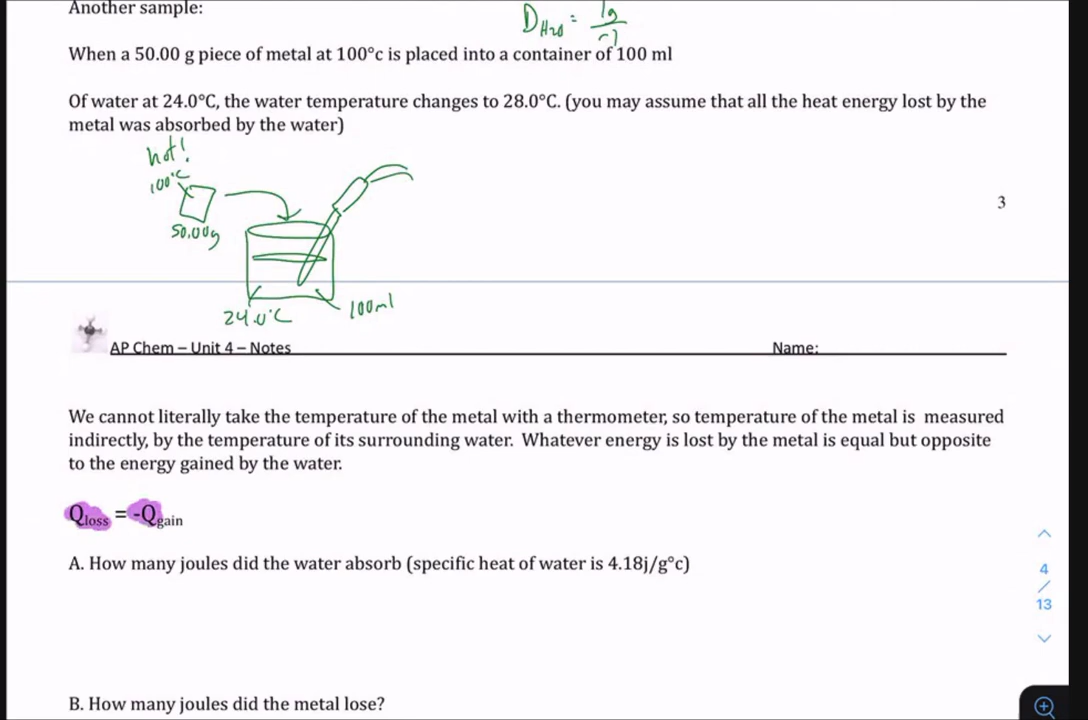 Another sample:
D H2O = 1g
When a 50.00 g piece of metal at 100°c is placed into a container of 100 ml
Of water at 24.0°C, the water temperature changes to 28.0°C. (you may assume that all the heat energy lost by the
metal was absorbed by the water)
hot!
100°C
50.00g
3
24.0°C
100ml
AP Chem – Unit 4 – Notes Name:
We cannot literally take the temperature of the metal with a thermometer, so temperature of the metal is measured
indirectly, by the temperature of its surrounding water. Whatever energy is lost by the metal is equal but opposite
to the energy gained by the water.
Qloss = -Qgain
A. How many joules did the water absorb (specific heat of water is 4.18j/g°c)
4
/
13
B. How many joules did the metal lose?